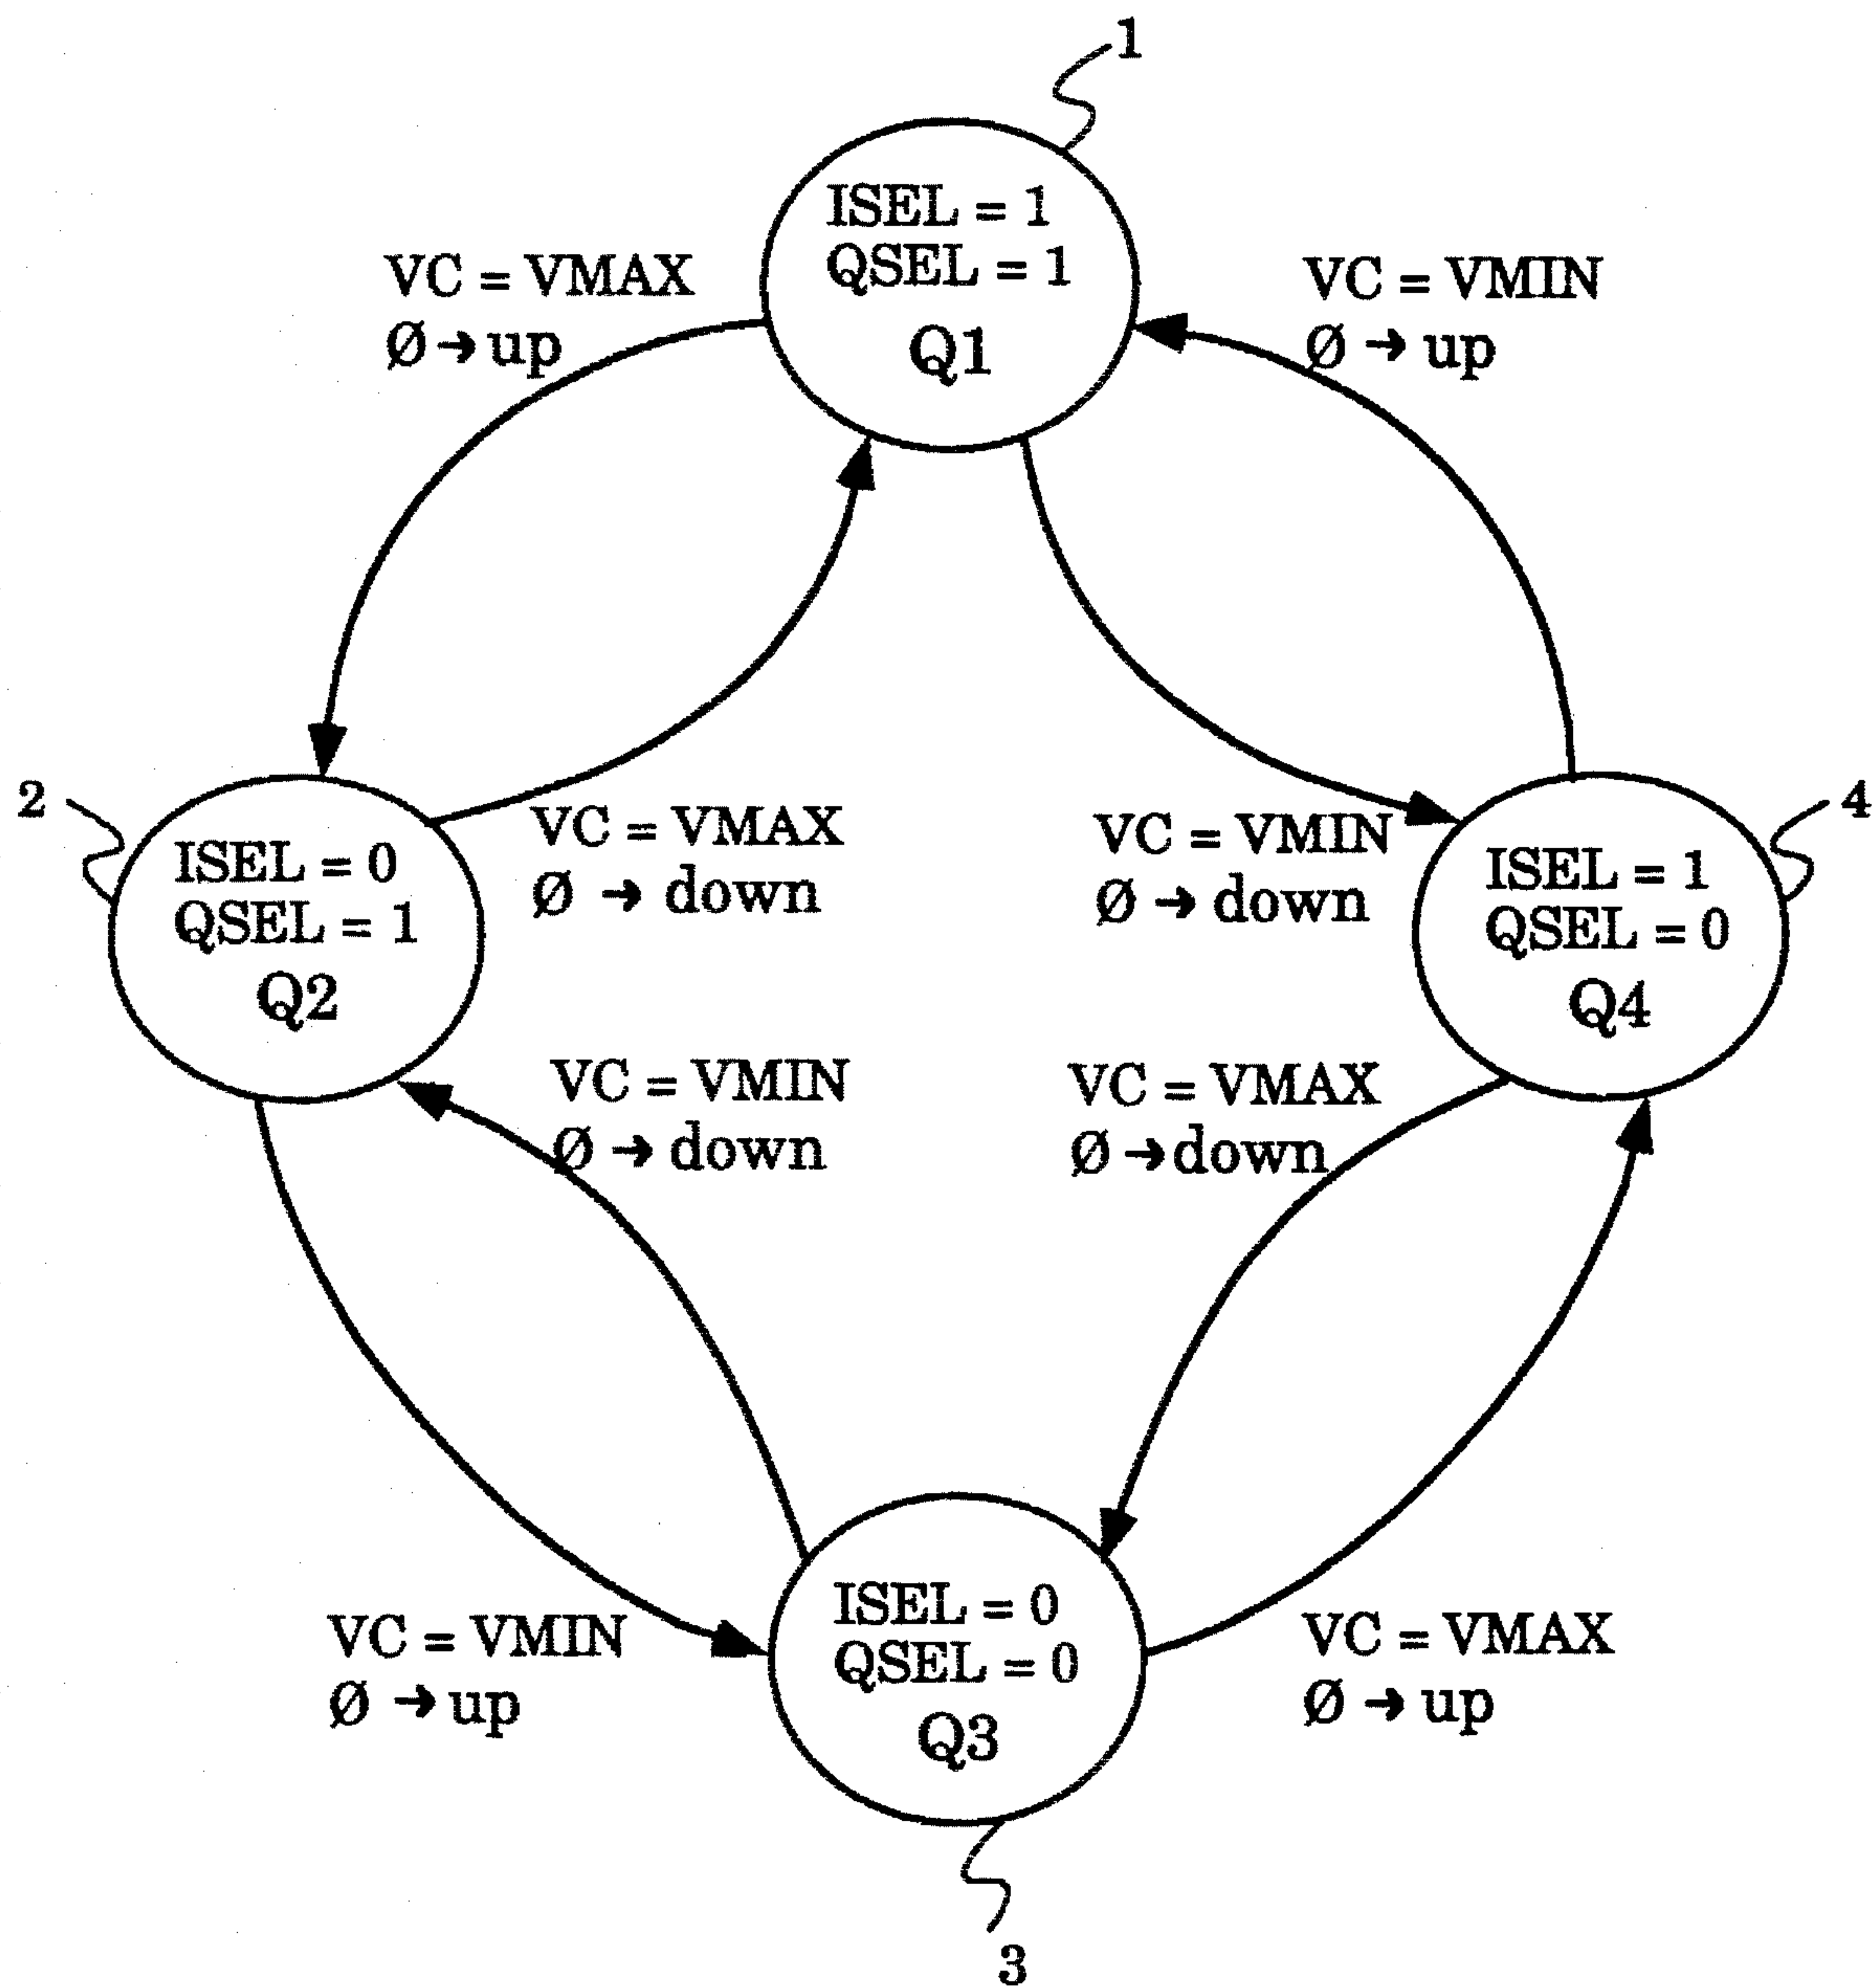 1
ISEL = 1
QSEL = 1
Q1
VC = VMAX
Ø → up
VC = VMIN
Ø → up
2
ISEL = 0
QSEL = 1
Q2
VC = VMAX
Ø → down
VC = VMIN
Ø → down
4
ISEL = 1
QSEL = 0
Q4
VC = VMIN
Ø → down
VC = VMAX
Ø → down
VC = VMIN
Ø → up
ISEL = 0
QSEL = 0
Q3
VC = VMAX
Ø → up
3